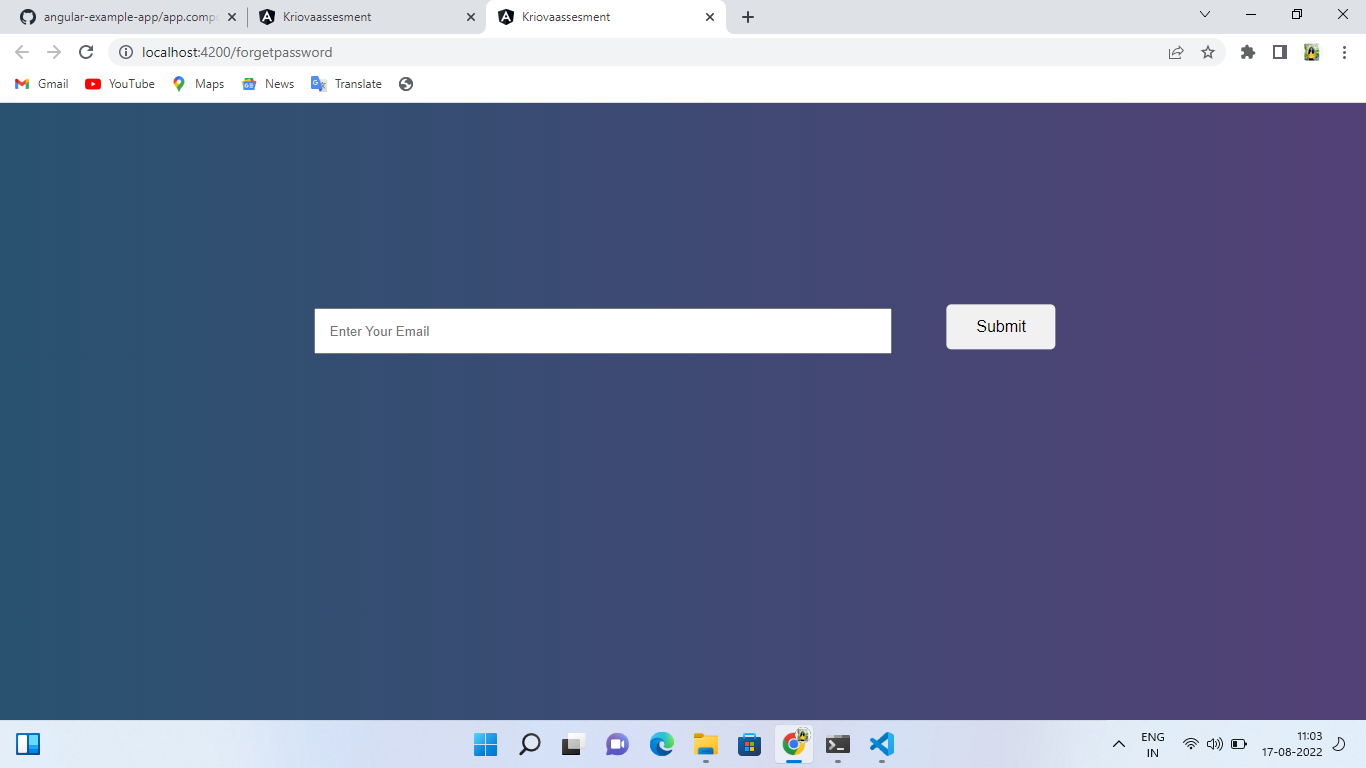 angular-example-app/app.comp
Kriovaassesment
Kriovaassesment
localhost:4200/forgetpassword
Gmail
YouTube
Maps
News
Translate
Enter Your Email
Submit
ENG
IN
11:03
17-08-2022